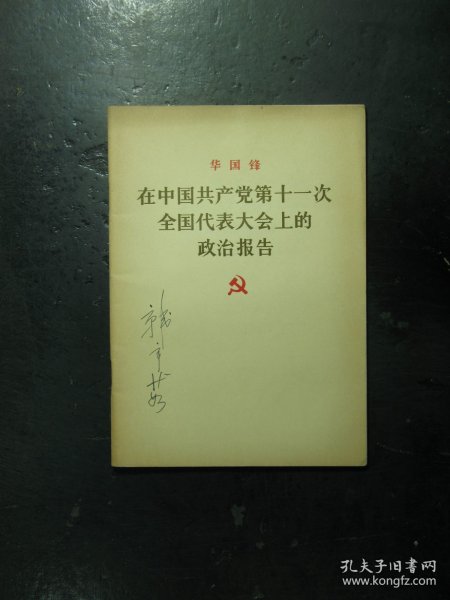 华国锋
在中国共产党第十一次
全国代表大会上的
政治报告
孔夫子旧书网
www.kongfz.com